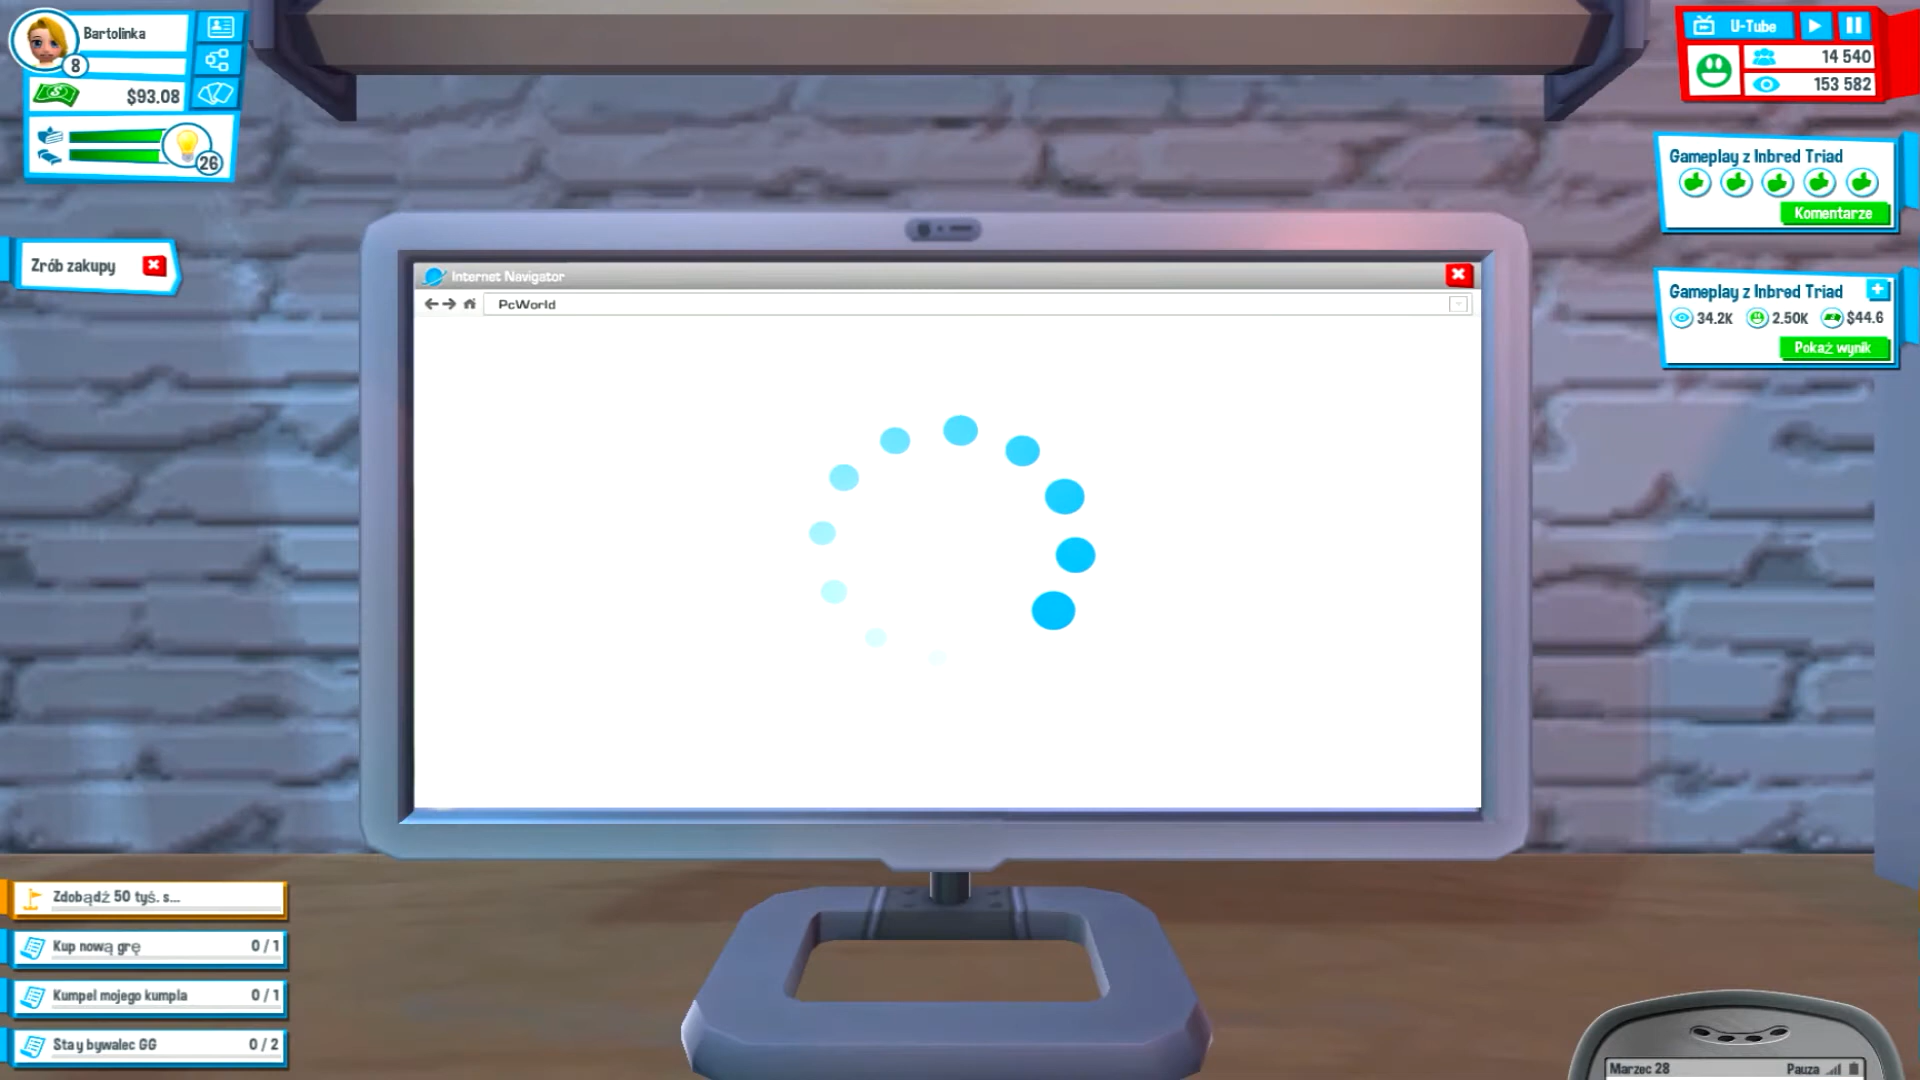 Bartolinka
8
$93.08
26
Zrób zakupy
Internet Navigator
PcWorld
U-Tube
14 540
153 582
Gameplay z Inbred Triad
Komentarze
Gameplay z Inbred Triad
34.2K
2.50K
$44.6
Pokaż wynik
Zdobądź 50 tyś. s...
Kup nową grę 0 / 1
Kumpel mojego kumpla 0 / 1
Stay bywalec GG 0 / 2
Marzec 28 Pauza